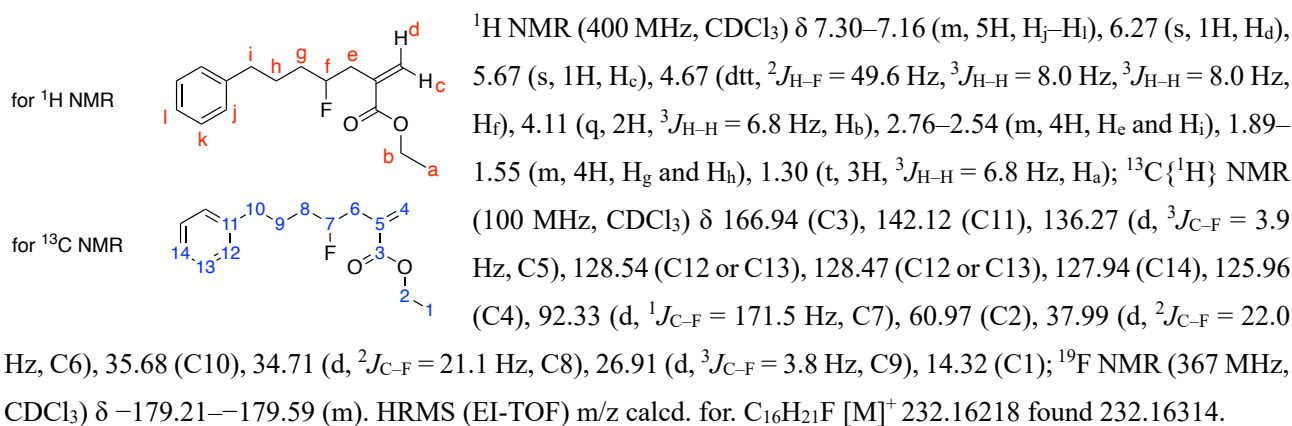 for ¹H NMR
i
g
e
d
H
h
f
H
c
l
j
k
F
O
O
b
a
for ¹³C NMR
10
8
6
4
11
9
7
5
14
12
13
F
3
O
O
2
1
¹H NMR (400 MHz, CDCl₃) δ 7.30–7.16 (m, 5H, Hⱼ–Hₗ), 6.27 (s, 1H, H_d),
5.67 (s, 1H, H_c), 4.67 (dtt, ²J_H–F = 49.6 Hz, ³J_H–H = 8.0 Hz, ³J_H–H = 8.0 Hz,
H_f), 4.11 (q, 2H, ³J_H–H = 6.8 Hz, H_b), 2.76–2.54 (m, 4H, H_e and H_i), 1.89–
1.55 (m, 4H, H_g and H_h), 1.30 (t, 3H, ³J_H–H = 6.8 Hz, H_a); ¹³C{¹H} NMR
(100 MHz, CDCl₃) δ 166.94 (C3), 142.12 (C11), 136.27 (d, ³J_C–F = 3.9
Hz, C5), 128.54 (C12 or C13), 128.47 (C12 or C13), 127.94 (C14), 125.96
(C4), 92.33 (d, ¹J_C–F = 171.5 Hz, C7), 60.97 (C2), 37.99 (d, ²J_C–F = 22.0
Hz, C6), 35.68 (C10), 34.71 (d, ²J_C–F = 21.1 Hz, C8), 26.91 (d, ³J_C–F = 3.8 Hz, C9), 14.32 (C1); ¹⁹F NMR (367 MHz,
CDCl₃) δ −179.21–−179.59 (m). HRMS (EI-TOF) m/z calcd. for. C₁₆H₂₁F [M]⁺ 232.16218 found 232.16314.